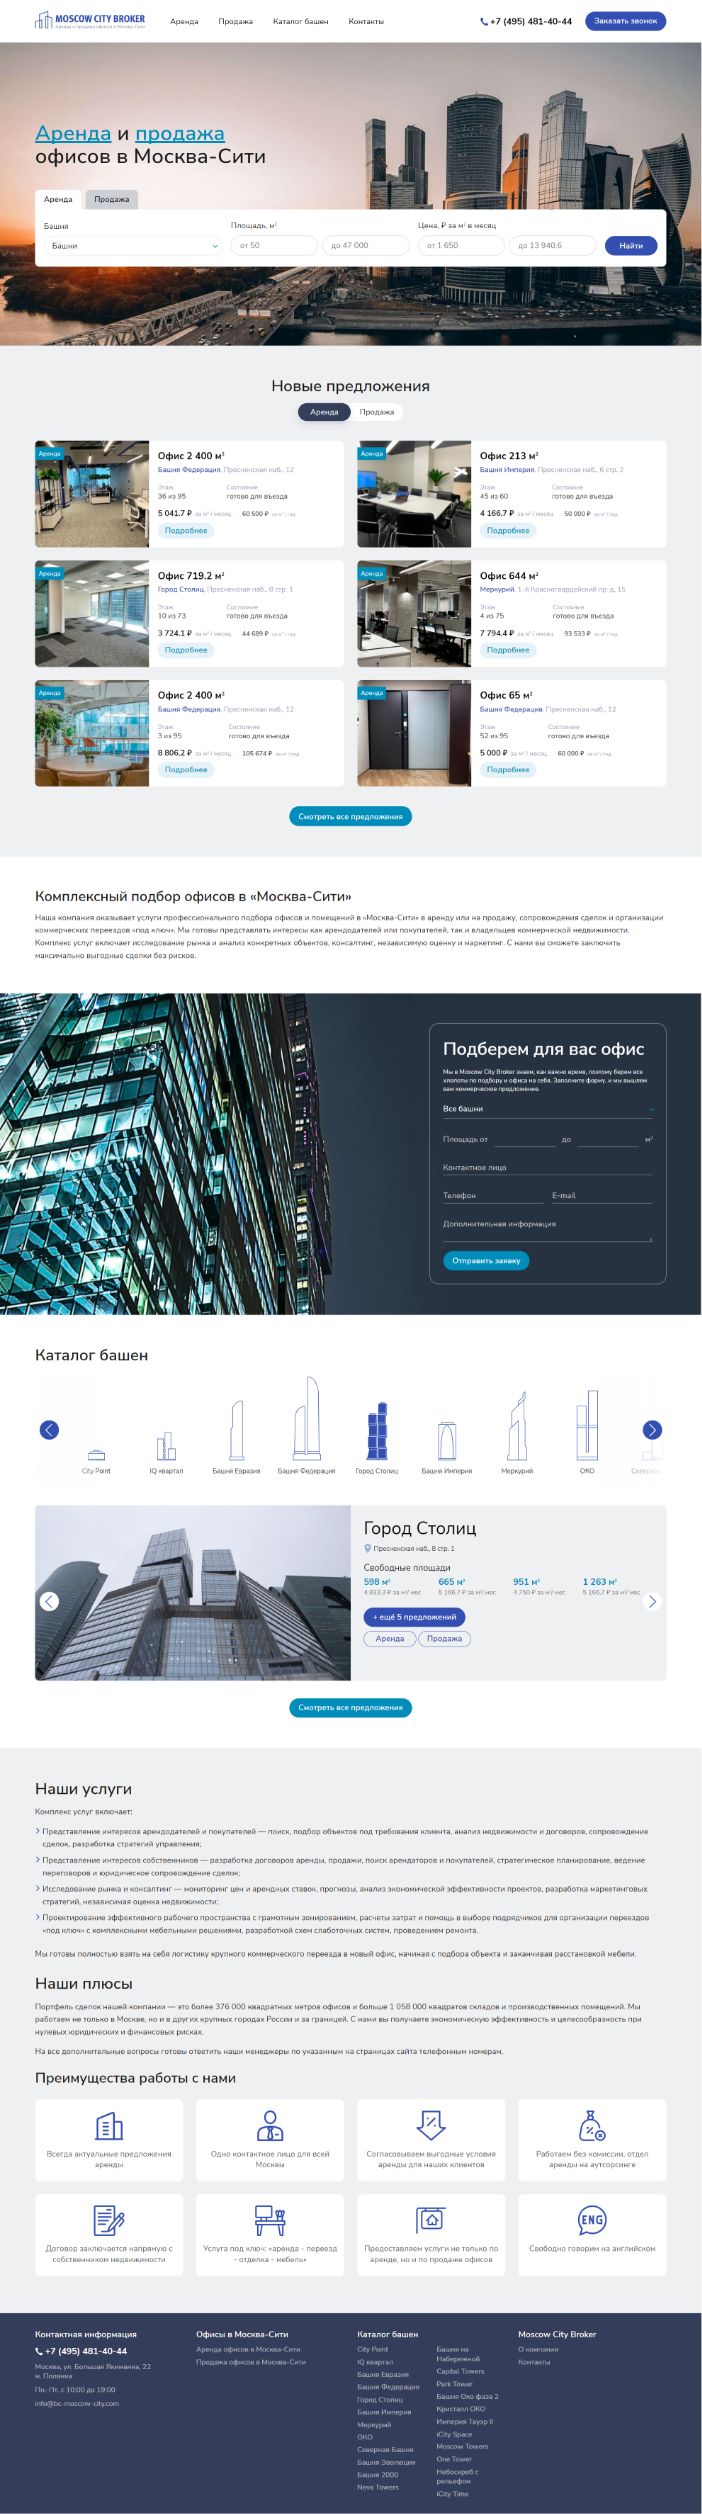 MOSCOW CITY BROKER
Аренда и продажа офисов в Москва-Сити
Аренда
Продажа
Каталог башен
Контакты
+7 (495) 481-40-44
Заказать звонок
Аренда и продажа
офисов в Москва-Сити
Аренда
Продажа
Башня
Площадь, м²
Цена, ₽ за м² в месяц
Башни
от 50
до 47 000
от 1 650
до 13 940.6
Найти
Новые предложения
Аренда
Продажа
Аренда
Офис 2 400 м²
Башня Федерация, Пресненская наб., 12
Этаж
Состояние
36 из 95
готово для въезда
5 041.7 ₽ за м² / месяц 60 500 ₽ за м² / год
Подробнее
Аренда
Офис 213 м²
Башня Империя, Пресненская наб., 6 стр. 2
Этаж
Состояние
45 из 60
готово для въезда
4 166.7 ₽ за м² / месяц 50 000 ₽ за м² / год
Подробнее
Аренда
Офис 719.2 м²
Город Столиц, Пресненская наб., 8 стр. 1
Этаж
Состояние
10 из 73
готово для въезда
3 724.1 ₽ за м² / месяц 44 689 ₽ за м² / год
Подробнее
Аренда
Офис 644 м²
Меркурий, 1-й Красногвардейский пр-д, 15
Этаж
Состояние
4 из 75
готово для въезда
7 794.4 ₽ за м² / месяц 93 533 ₽ за м² / год
Подробнее
Аренда
Офис 2 400 м²
Башня Федерация, Пресненская наб., 12
Этаж
Состояние
3 из 95
готово для въезда
8 806.2 ₽ за м² / месяц 105 674 ₽ за м² / год
Подробнее
Аренда
Офис 65 м²
Башня Федерация, Пресненская наб., 12
Этаж
Состояние
52 из 95
готово для въезда
5 000 ₽ за м² / месяц 60 000 ₽ за м² / год
Подробнее
Смотреть все предложения
Комплексный подбор офисов в «Москва-Сити»
Наша компания оказывает услуги профессионального подбора офисов и помещений в «Москва-Сити» в аренду или на продажу, сопровождения сделок и организации
коммерческих переездов «под ключ». Мы готовы представлять интересы как арендодателей или покупателей, так и владельцев коммерческой недвижимости.
Комплекс услуг включает исследование рынка и анализ конкретных объектов, консалтинг, независимую оценку и маркетинг. С нами вы сможете заключить
максимально выгодные сделки без рисков.
Подберем для вас офис
Мы в Moscow City Broker знаем, как важно время, поэтому берем все
хлопоты по подбору и офиса на себя. Заполните форму, и мы вышлем
вам коммерческое предложение.
Все башни
Площадь от
до
м²
Контактное лицо
Телефон
E-mail
Дополнительная информация
Отправить заявку
Каталог башен
City Point
IQ квартал
Башня Евразия
Башня Федерация
Город Столиц
Башня Империя
Меркурий
ОКО
Северная
Город Столиц
Пресненская наб., 8 стр. 1
Свободные площади
598 м²
665 м²
951 м²
1 263 м²
4 833.3 ₽ за м²/ мес
5 166.7 ₽ за м²/ мес
4 750 ₽ за м²/ мес
5 166.7 ₽ за м²/ мес
+ ещё 5 предложений
Аренда
Продажа
Смотреть все предложения
Наши услуги
Комплекс услуг включает:
Представление интересов арендодателей и покупателей — поиск, подбор объектов под требования клиента, анализ недвижимости и договоров, сопровождение
сделок, разработка стратегий управления;
Представление интересов собственников — разработка договоров аренды, продажи, поиск арендаторов и покупателей, стратегическое планирование, ведение
переговоров и юридическое сопровождение сделок;
Исследование рынка и консалтинг — мониторинг цен и арендных ставок, прогнозы, анализ экономической эффективности проектов, разработка маркетинговых
стратегий, независимая оценка недвижимости;
Проектирование эффективного рабочего пространства с грамотным зонированием, расчеты затрат и помощь в выборе подрядчиков для организации переездов
«под ключ» с комплексными мебельными решениями, разработкой схем слаботочных систем, проведением ремонта.
Мы готовы полностью взять на себя логистику крупного коммерческого переезда в новый офис, начиная с подбора объекта и заканчивая расстановкой мебели.
Наши плюсы
Портфель сделок нашей компании — это более 376 000 квадратных метров офисов и больше 1 058 000 квадратов складов и производственных помещений. Мы
работаем не только в Москве, но и в других крупных городах России и за границей. С нами вы получаете экономическую эффективность и целесообразность при
нулевых юридических и финансовых рисках.
На все дополнительные вопросы готовы ответить наши менеджеры по указанным на страницах сайта телефонным номерам.
Преимущества работы с нами
Всегда актуальные предложения
аренды
Одно контактное лицо для всей
Москвы
Согласовываем выгодные условия
аренды для наших клиентов
Работаем без комиссии, отдел
аренды на аутсорсинге
Договор заключается напрямую с
собственником недвижимости
Услуга под ключ: «аренда - переезд
- отделка - мебель»
Предоставляем услуги не только по
аренде, но и по продаже офисов
ENG
Свободно говорим на английском
Контактная информация
+7 (495) 481-40-44
Москва, ул. Большая Якиманка, 22
м. Полянка
Пн.-Пт. с 10:00 до 19:00
info@bc-moscow-city.com
Офисы в Москва-Сити
Аренда офисов в Москва-Сити
Продажа офисов в Москва-Сити
Каталог башен
City Point
IQ квартал
Башня Евразия
Башня Федерация
Город Столиц
Башня Империя
Меркурий
ОКО
Северная Башня
Башня Эволюция
Башня 2000
Neva Towers
Башня на
Набережной
Capital Towers
Park Tower
Башня Око фаза 2
Кристалл ОКО
Империя Тауэр II
iCity Space
Moscow Towers
One Tower
Небоскреб с
рельефом
iCity Time
Moscow City Broker
О компании
Контакты